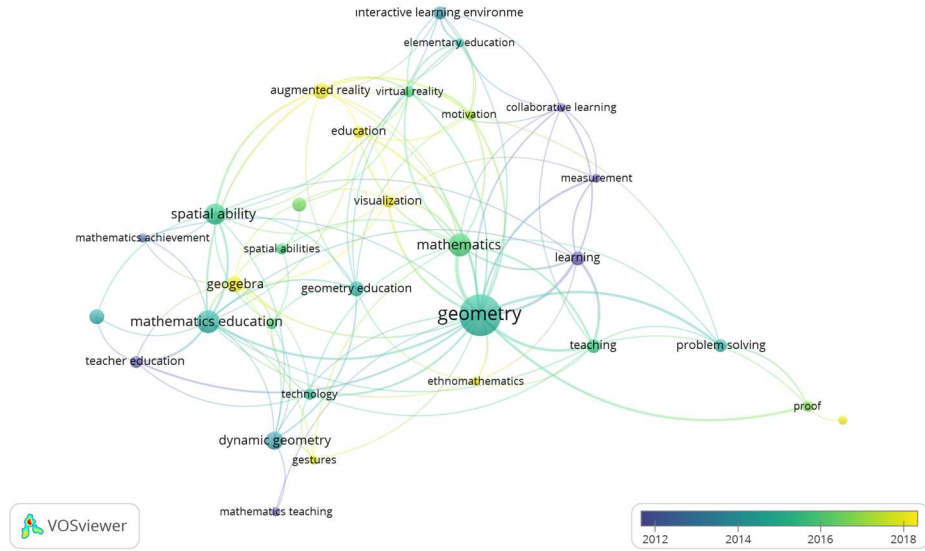 interactive learning environme
elementary education
augmented reality
virtual reality
collaborative learning
motivation
education
measurement
visualization
spatial ability
mathematics achievement
mathematics
spatial abilities
learning
geogebra
geometry education
geometry
mathematics education
teaching
problem solving
teacher education
ethnomathematics
technology
proof
dynamic geometry
gestures
mathematics teaching
VOSviewer
2012 2014 2016 2018